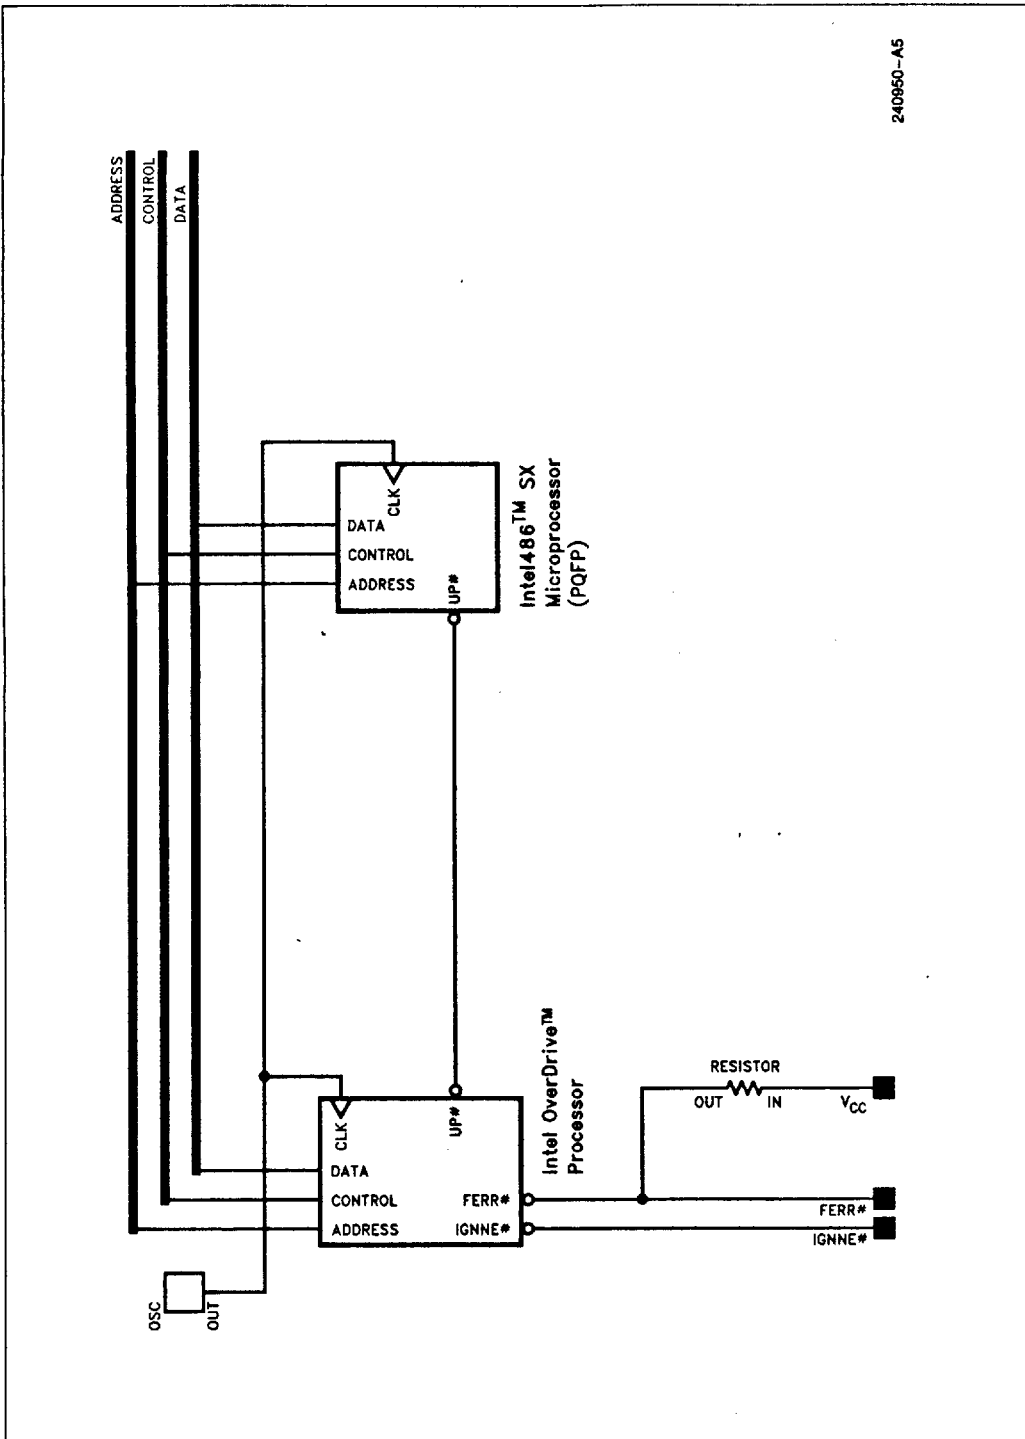 240950-A5
ADDRESS
CONTROL
DATA
CLK
DATA
CONTROL
ADDRESS
UP#
Intel486™ SX
Microprocessor
(PQFP)
CLK
UP#
DATA
CONTROL
ADDRESS
FERR#
IGNNE#
Intel OverDrive™
Processor
RESISTOR
OUT
IN
VCC
FERR#
IGNNE#
OSC
OUT